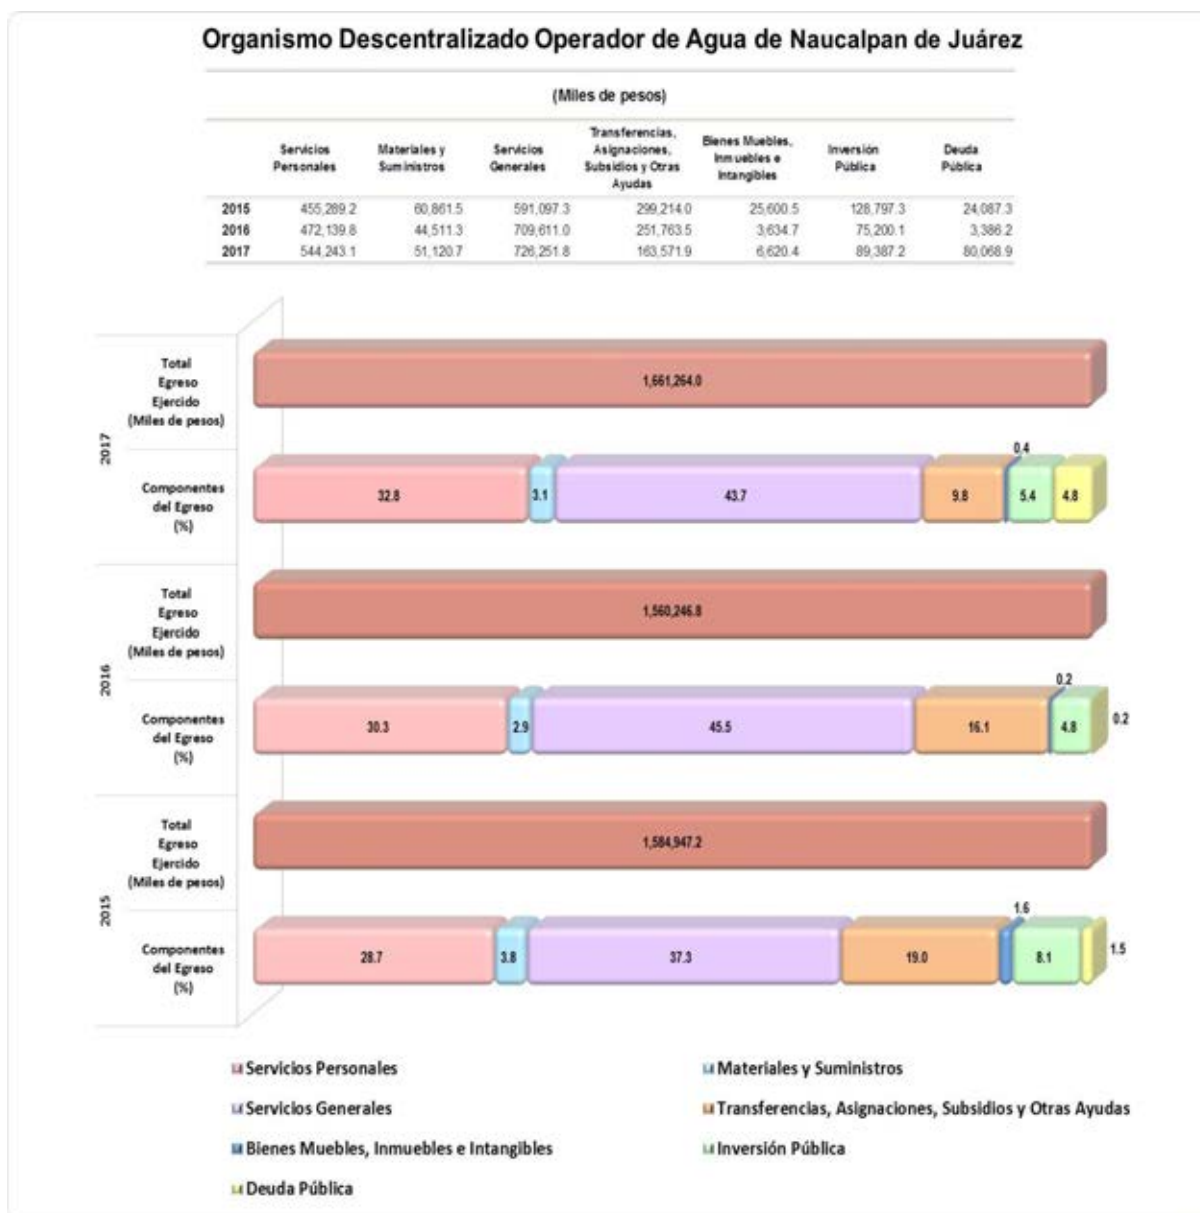 Organismo Descentralizado Operador de Agua de Naucalpan de Juárez
(Miles de pesos)
Servicios Personales
Materiales y Suministros
Servicios Generales
Transferencias, Asignaciones, Subsidios y Otras Ayudas
Bienes Muebles, Inmuebles e Intangibles
Inversión Pública
Deuda Pública
2015 455,289.2 60,861.5 591,097.3 299,214.0 25,600.5 128,797.3 24,087.3
2016 472,139.8 44,511.3 709,611.0 251,763.5 3,634.7 75,200.1 3,386.2
2017 544,243.1 51,120.7 726,251.8 163,571.9 6,620.4 89,387.2 80,068.9
2017
Total
Egreso
Ejercido
(Miles de pesos)
1,661,264.0
Componentes
del Egreso
(%)
32.8 3.1 43.7 9.8 0.4 5.4 4.8
2016
Total
Egreso
Ejercido
(Miles de pesos)
1,560,246.8
Componentes
del Egreso
(%)
30.3 2.9 45.5 16.1 0.2 4.8 0.2
2015
Total
Egreso
Ejercido
(Miles de pesos)
1,584,947.2
Componentes
del Egreso
(%)
28.7 3.8 37.3 19.0 1.6 8.1 1.5
Servicios Personales
Materiales y Suministros
Servicios Generales
Transferencias, Asignaciones, Subsidios y Otras Ayudas
Bienes Muebles, Inmuebles e Intangibles
Inversión Pública
Deuda Pública